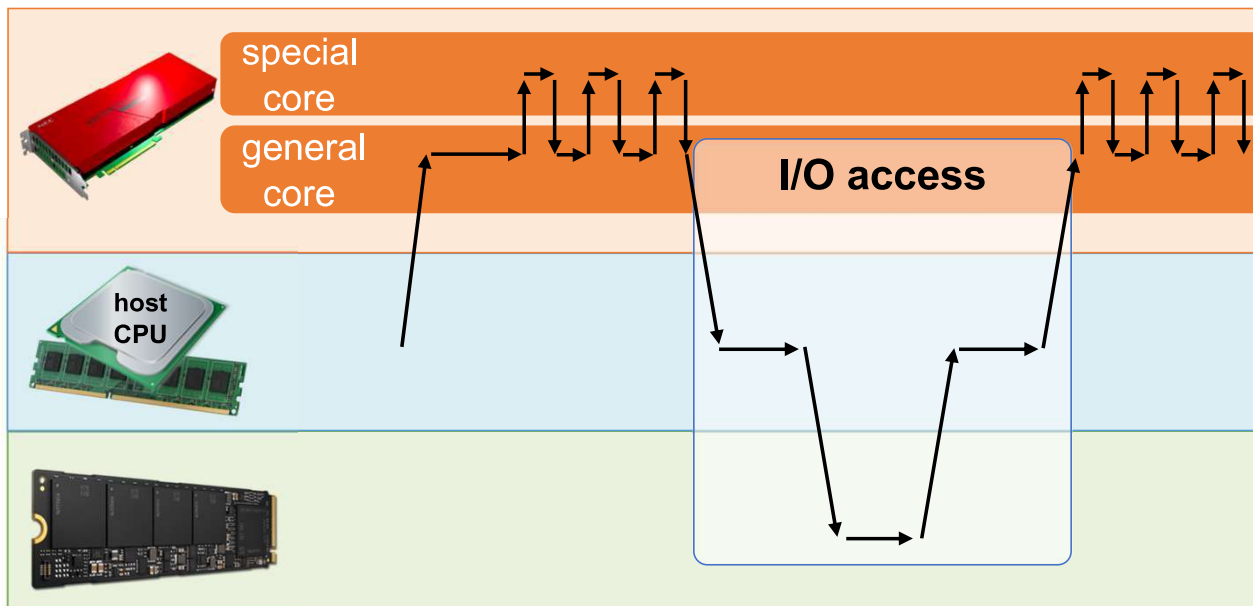 special
core
general
core
I/O access
host
CPU